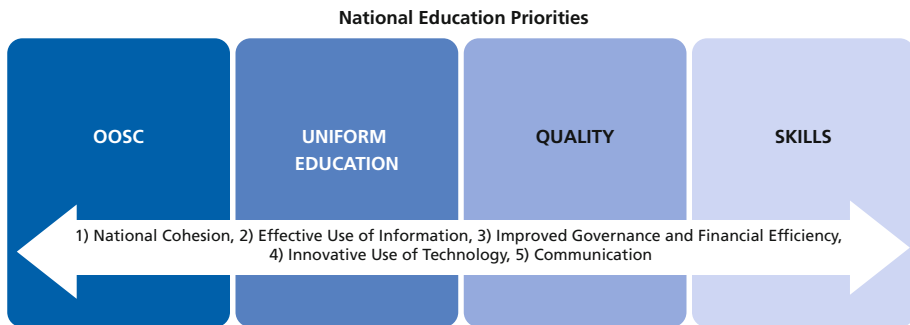 National Education Priorities
OOSC
UNIFORM
EDUCATION
QUALITY
SKILLS
1) National Cohesion, 2) Effective Use of Information, 3) Improved Governance and Financial Efficiency,
4) Innovative Use of Technology, 5) Communication